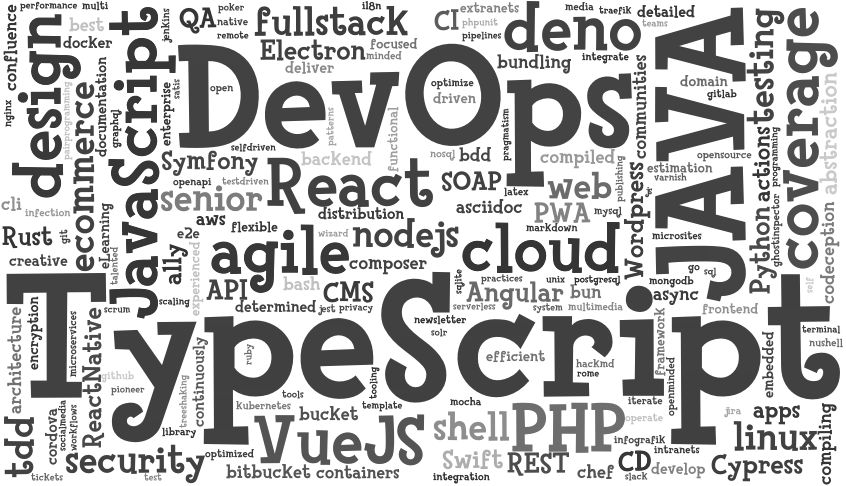 performance
multi
QA
poker
native
remote
i18n
fullstack
CI
extranets
phpunit
pipelines
media
traefik
detailed
teams
confluence
design
best
docker
JavaScript
jenkins
Electron
focused
minded
deliver
deno
bundling
integrate
JAVA
domain
gitlab
testing
coverage
nginx
pairprogramming
documentation
graphql
enterprise
satis
DevOps
open
optimize
driven
patterns
functional
pragmatism
communities
opensource
programming
abstraction
ecommerce
selfdriven
Symfony
backend
nosql
bdd
compiled
publishing
estimation
varnish
Python
actions
cli
infection
openapi
testdriven
senior
React
SOAP
latex
web
jvc
Wordpress
ghostinspector
Rust
git
eLearning
aws
distribution
asciidoc
PWA
mysql
microsites
codeception
creative
talented
ally
e2e
flexible
wizard
nodejs
markdown
cloud
go
sql
experienced
agile
composer
sqlite
practices
unix
postgresql
mongodb
async
self
scaling
API
bash
CMS
Angular
bun
scrum
determined
jest
privacy
serverless
system
multimedia
frontend
TypeScript
architecture
encryption
microservices
newsletter
solr
framework
terminal
nushell
ReactNative
github
pioneer
continuously
ruby
efficient
hackmd
rome
openminded
embedded
treeshaking
tools
tooling
kubernetes
template
mocha
iterate
tdd
cordova
socialmedia
workflows
library
bucket
VueJS
shell
PHP
operate
jira
apps
infografik
linux
compiling
tickets
security
test
optimized
bitbucket
containers
Swift
integration
REST
chef
CD
slack
intranets
develop
Cypress